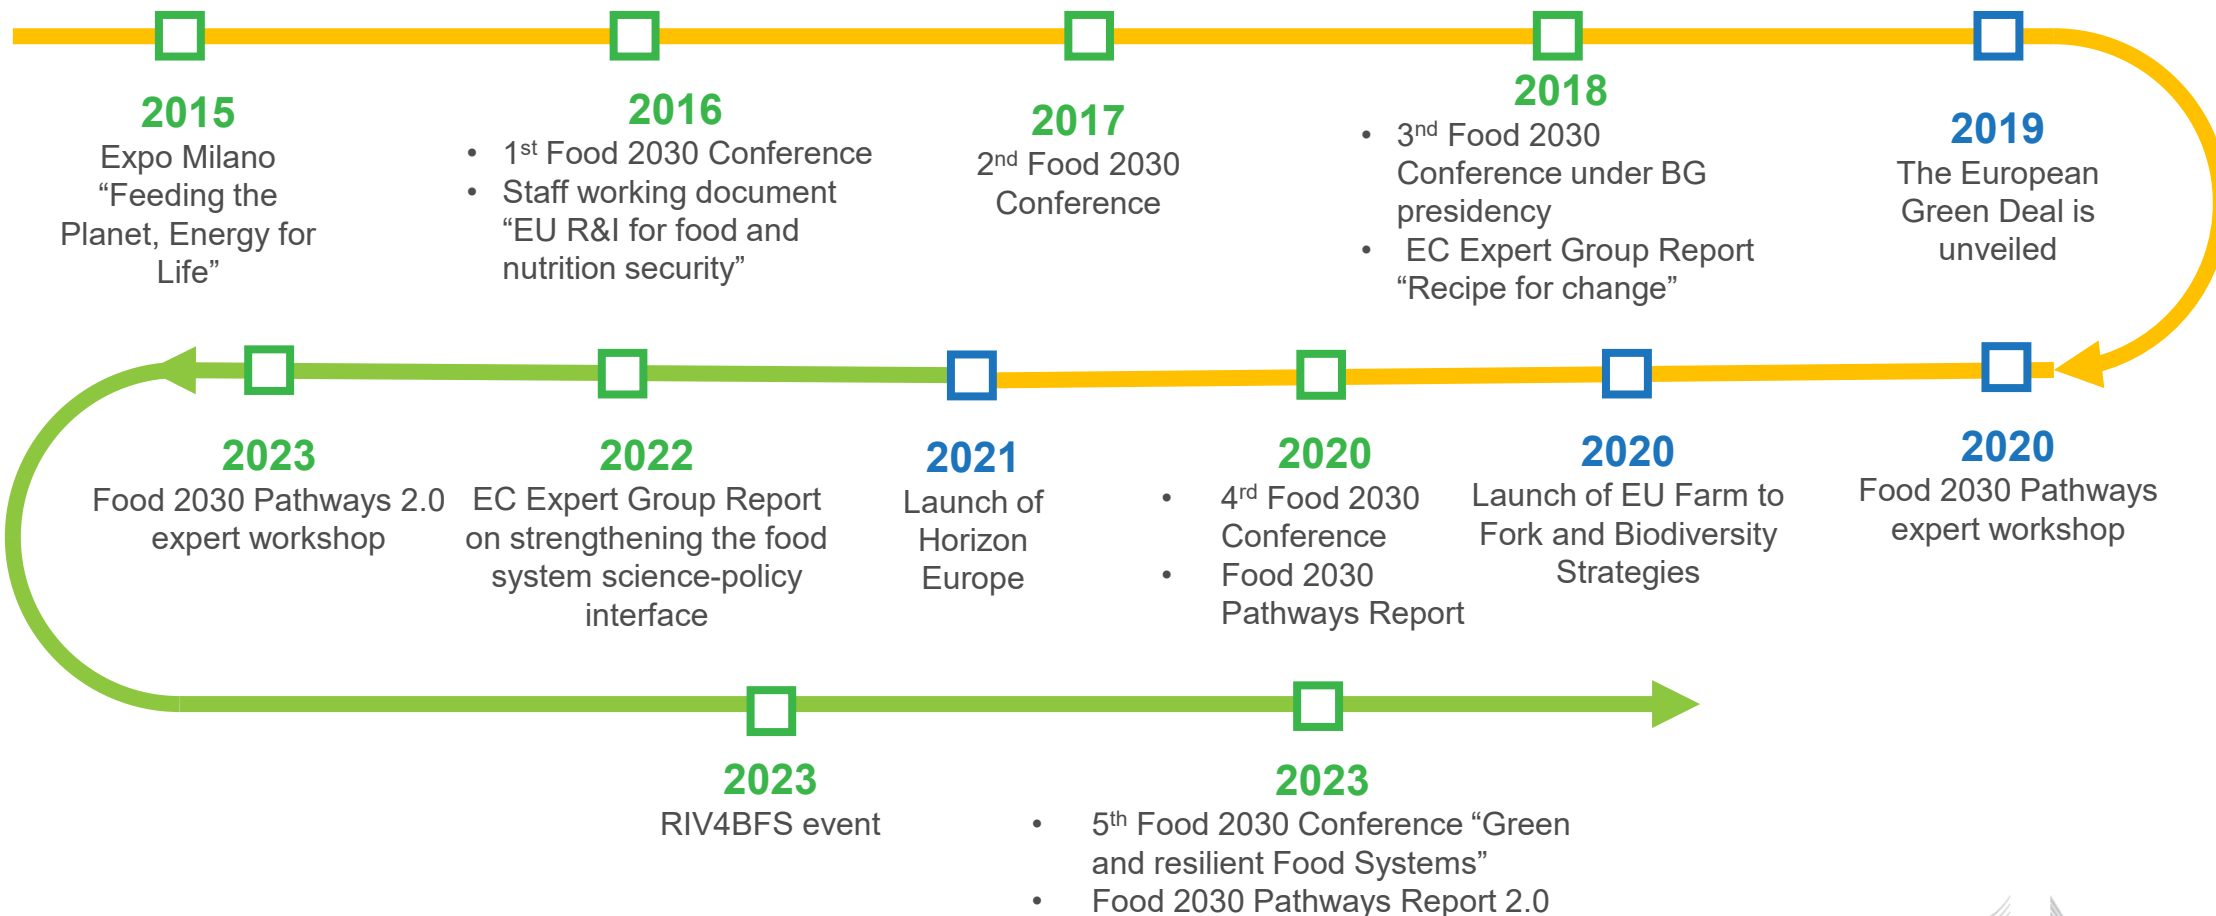 2015
Expo Milano
“Feeding the
Planet, Energy for
Life”
2016
• 1st Food 2030 Conference
• Staff working document
“EU R&I for food and
nutrition security”
2017
2nd Food 2030
Conference
2018
• 3nd Food 2030
Conference under BG
presidency
• EC Expert Group Report
“Recipe for change”
2019
The European
Green Deal is
unveiled
2020
Food 2030 Pathways
expert workshop
2020
Launch of EU Farm to
Fork and Biodiversity
Strategies
2020
• 4rd Food 2030
Conference
• Food 2030
Pathways Report
2021
Launch of
Horizon
Europe
2022
EC Expert Group Report
on strengthening the food
system science-policy
interface
2023
Food 2030 Pathways 2.0
expert workshop
2023
RIV4BFS event
2023
• 5th Food 2030 Conference “Green
and resilient Food Systems”
• Food 2030 Pathways Report 2.0